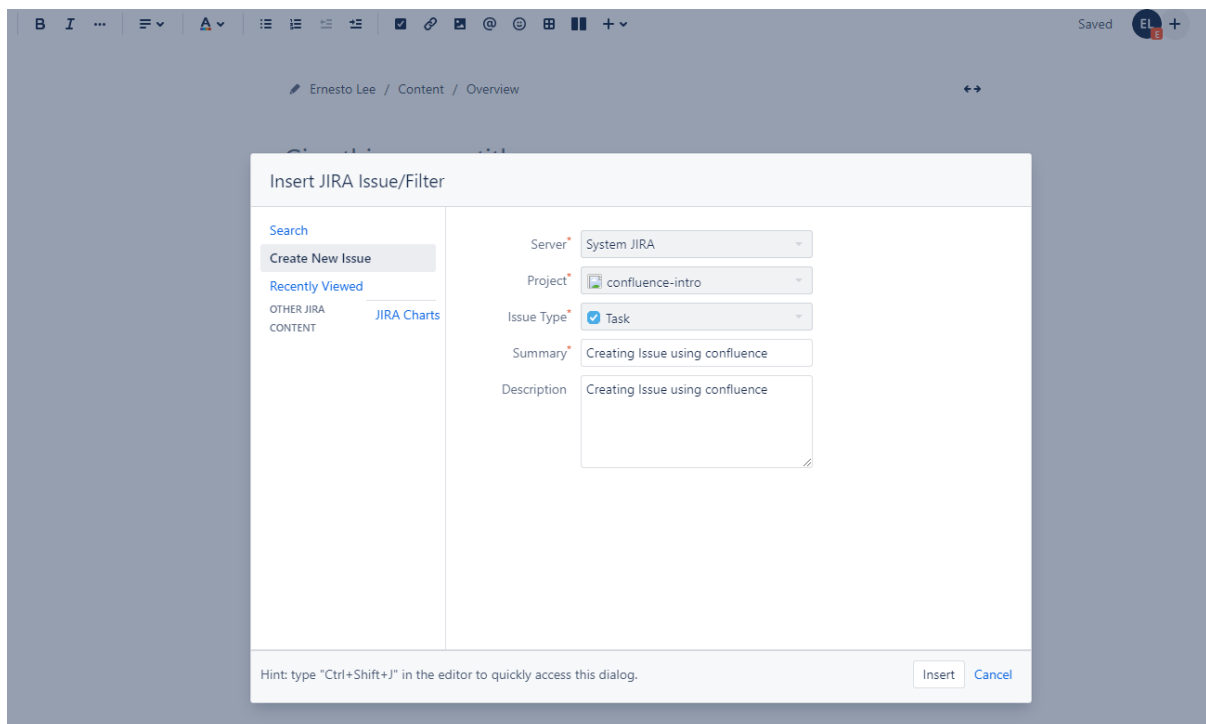 B I ... A @ Saved EL E +
Ernesto Lee / Content / Overview
Insert JIRA Issue/Filter
Search
Create New Issue
Recently Viewed
OTHER JIRA
CONTENT
JIRA Charts
Server* System JIRA
Project* confluence-intro
Issue Type* Task
Summary* Creating Issue using confluence
Description Creating Issue using confluence
Hint: type "Ctrl+Shift+J" in the editor to quickly access this dialog.
Insert Cancel